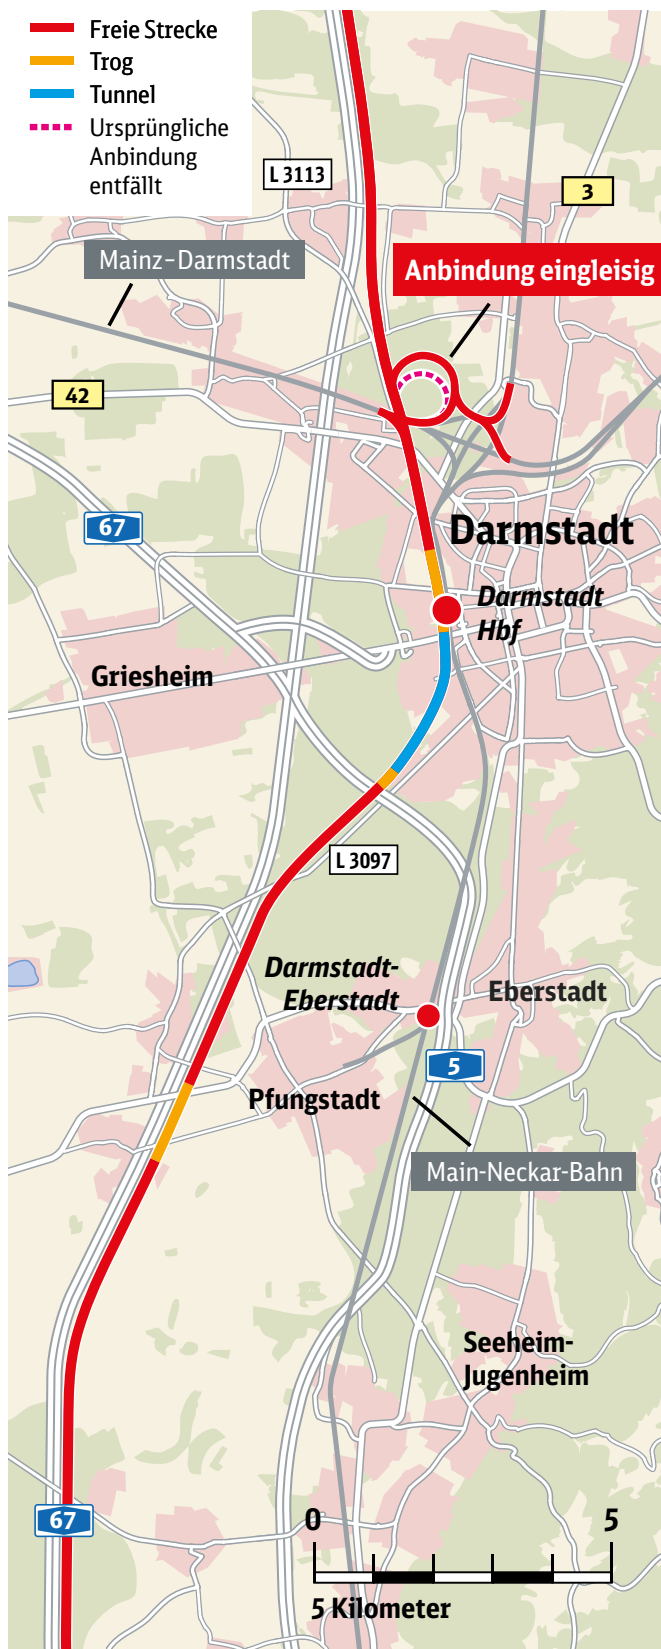 Freie Strecke
Trog
Tunnel
Ursprüngliche
Anbindung
entfällt
L 3113
3
Mainz–Darmstadt
Anbindung eingleisig
42
67
Darmstadt
Darmstadt
Hbf
Griesheim
L 3097
Darmstadt-
Eberstadt
Eberstadt
5
Pfungstadt
Main-Neckar-Bahn
Seeheim-
Jugenheim
67
0 5
5 Kilometer